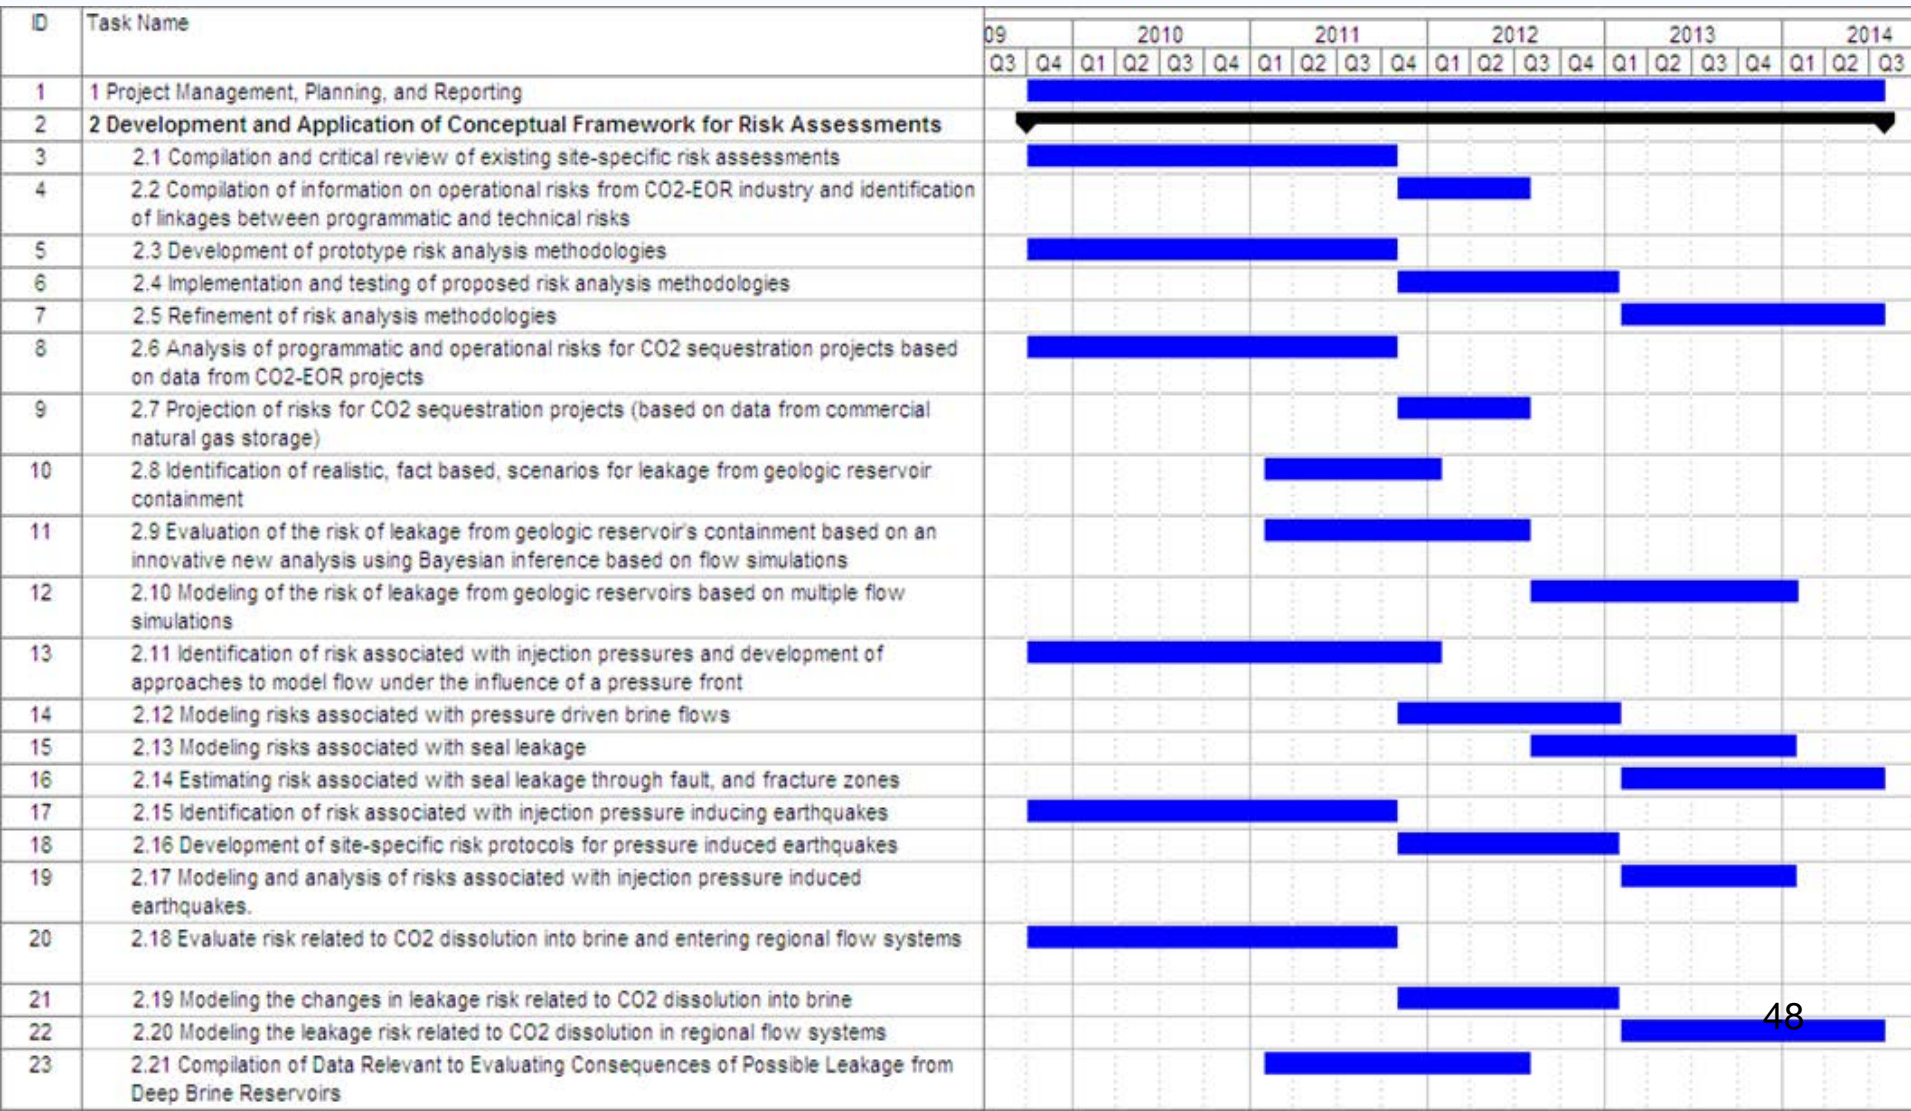 ID Task Name
09 2010 2011 2012 2013 2014
Q3 Q4 Q1 Q2 Q3 Q4 Q1 Q2 Q3 Q4 Q1 Q2 Q3 Q4 Q1 Q2 Q3 Q4 Q1 Q2 Q3
1 1 Project Management, Planning, and Reporting
2 2 Development and Application of Conceptual Framework for Risk Assessments
3 2.1 Compilation and critical review of existing site-specific risk assessments
4 2.2 Compilation of information on operational risks from CO2-EOR industry and identification
of linkages between programmatic and technical risks
5 2.3 Development of prototype risk analysis methodologies
6 2.4 Implementation and testing of proposed risk analysis methodologies
7 2.5 Refinement of risk analysis methodologies
8 2.6 Analysis of programmatic and operational risks for CO2 sequestration projects based
on data from CO2-EOR projects
9 2.7 Projection of risks for CO2 sequestration projects (based on data from commercial
natural gas storage)
10 2.8 Identification of realistic, fact based, scenarios for leakage from geologic reservoir
containment
11 2.9 Evaluation of the risk of leakage from geologic reservoir's containment based on an
innovative new analysis using Bayesian inference based on flow simulations
12 2.10 Modeling of the risk of leakage from geologic reservoirs based on multiple flow
simulations
13 2.11 Identification of risk associated with injection pressures and development of
approaches to model flow under the influence of a pressure front
14 2.12 Modeling risks associated with pressure driven brine flows
15 2.13 Modeling risks associated with seal leakage
16 2.14 Estimating risk associated with seal leakage through fault, and fracture zones
17 2.15 Identification of risk associated with injection pressure inducing earthquakes
18 2.16 Development of site-specific risk protocols for pressure induced earthquakes
19 2.17 Modeling and analysis of risks associated with injection pressure induced
earthquakes.
20 2.18 Evaluate risk related to CO2 dissolution into brine and entering regional flow systems
21 2.19 Modeling the changes in leakage risk related to CO2 dissolution into brine
48
22 2.20 Modeling the leakage risk related to CO2 dissolution in regional flow systems
23 2.21 Compilation of Data Relevant to Evaluating Consequences of Possible Leakage from
Deep Brine Reservoirs